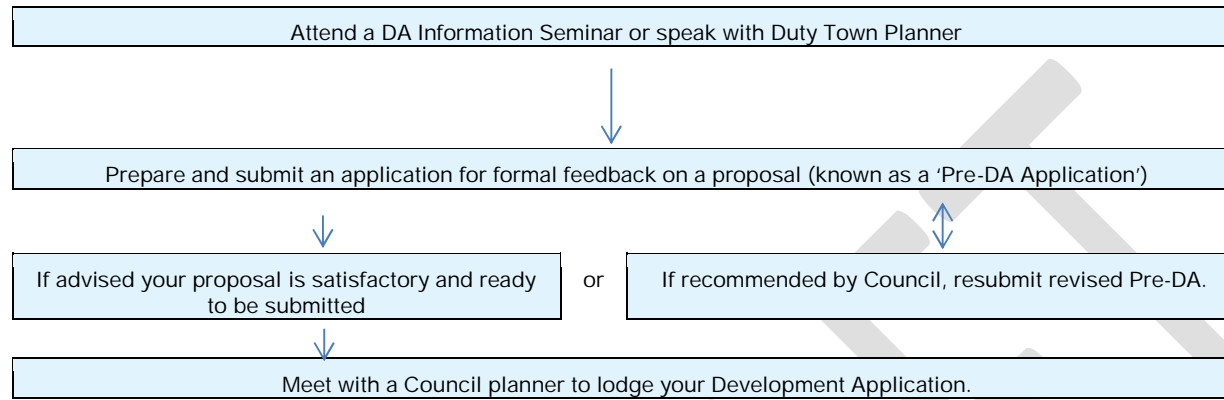 Attend a DA Information Seminar or speak with Duty Town Planner
Prepare and submit an application for formal feedback on a proposal (known as a ‘Pre-DA Application’)
If advised your proposal is satisfactory and ready
to be submitted
or
If recommended by Council, resubmit revised Pre-DA.
Meet with a Council planner to lodge your Development Application.